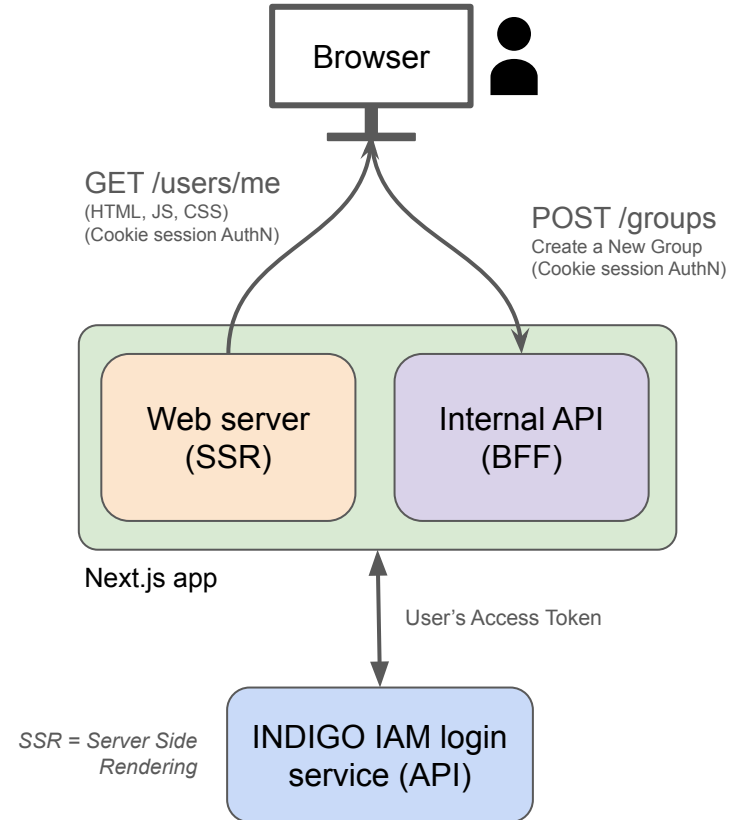 Browser
GET /users/me
(HTML, JS, CSS)
(Cookie session AuthN)
POST /groups
Create a New Group
(Cookie session AuthN)
Web server
(SSR)
Internal API
(BFF)
Next.js app
User's Access Token
SSR = Server Side
Rendering
INDIGO IAM login
service (API)